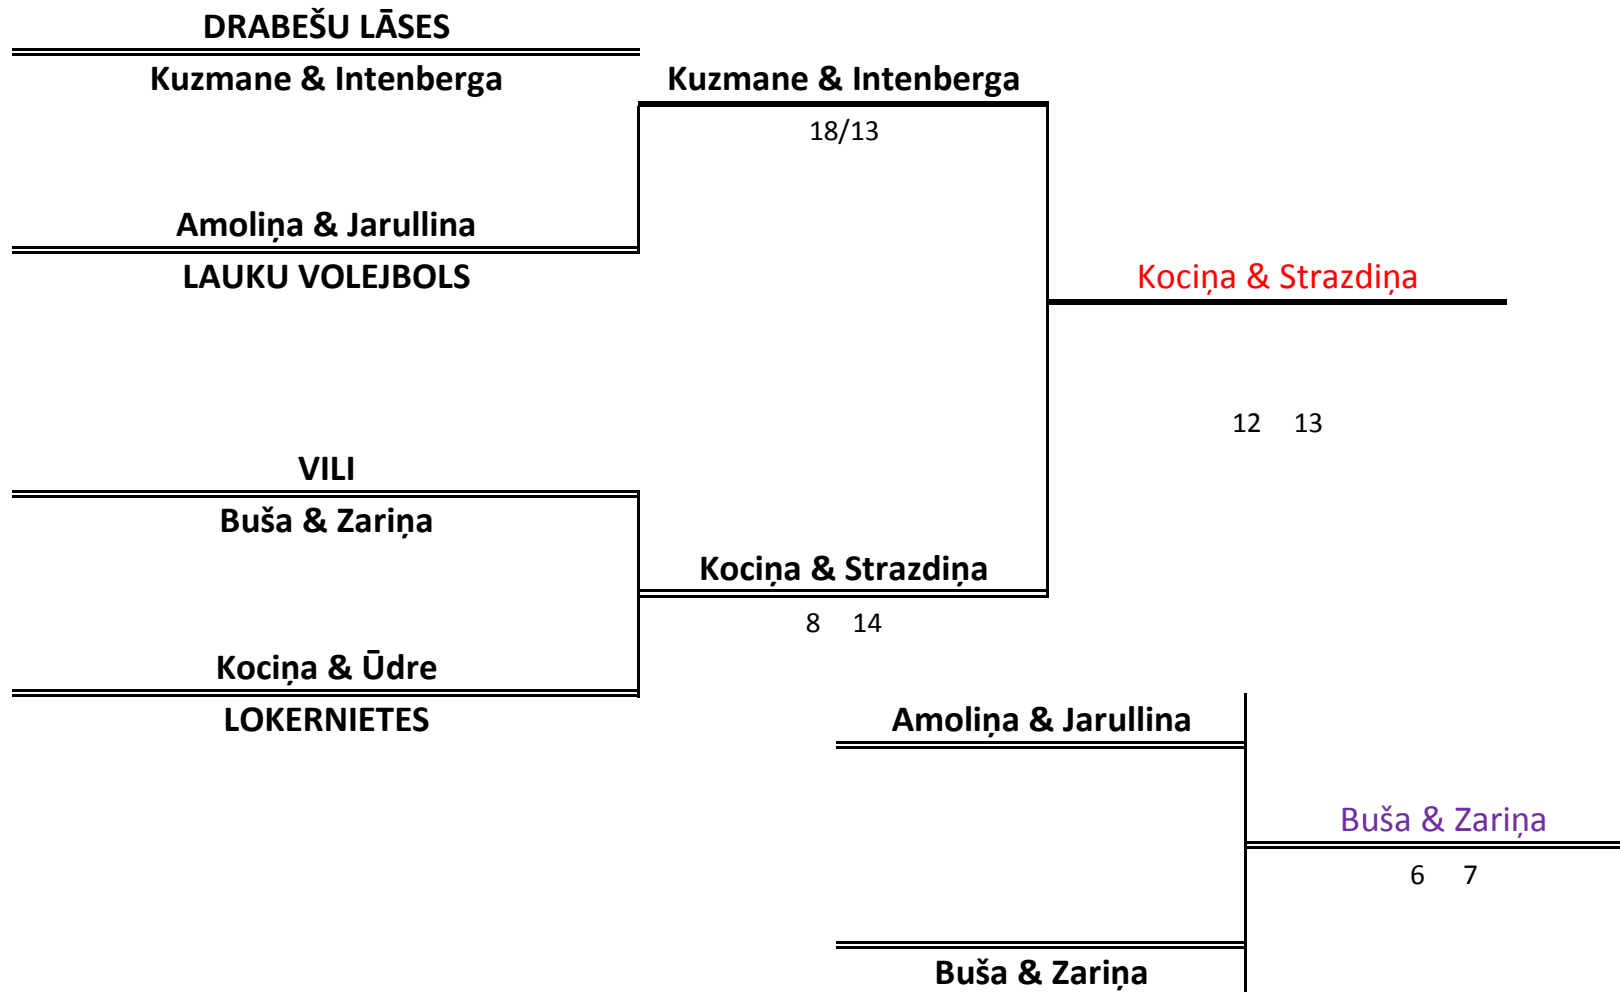 DRABEŠU LĀSES
Kuzmane & Intenberga
Kuzmane & Intenberga
18/13
Amoliņa & Jarullina
LAUKU VOLEJBOLS
Kociņa & Strazdiņa
12 13
VILI
Buša & Zariņa
Kociņa & Strazdiņa
8 14
Kociņa & Ūdre
LOKERNIETES
Amoliņa & Jarullina
Buša & Zariņa
6 7
Buša & Zariņa